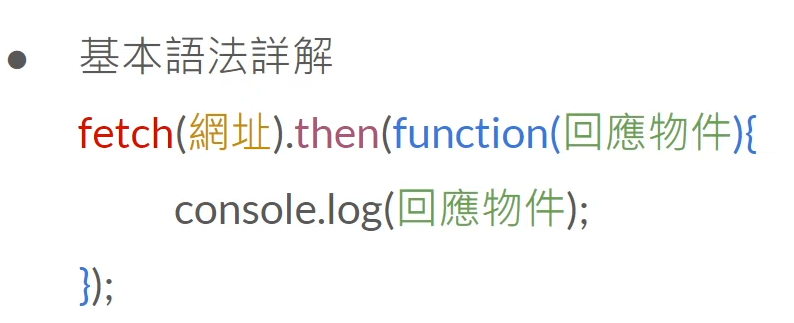 ● 基本語法詳解
fetch(網址).then(function(回應物件){
console.log(回應物件);
});